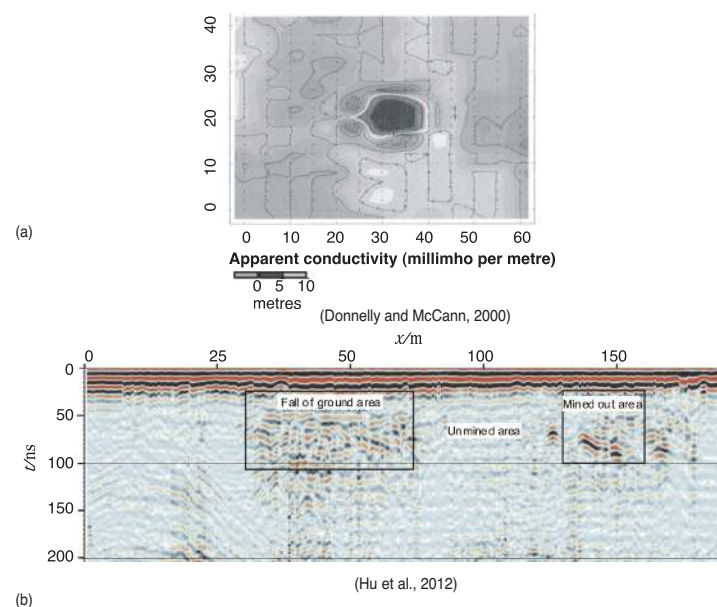 40
30
20
10
0
(a)
0 10 20 30 40 50 60
Apparent conductivity (millimho per metre)
0 5 10
metres
(Donnelly and McCann, 2000)
x/m
0 25 50 100 150
0
50
100
150
200
t/ns
Fall of ground area
Unmined area
Mined out area
(Hu et al., 2012)
(b)